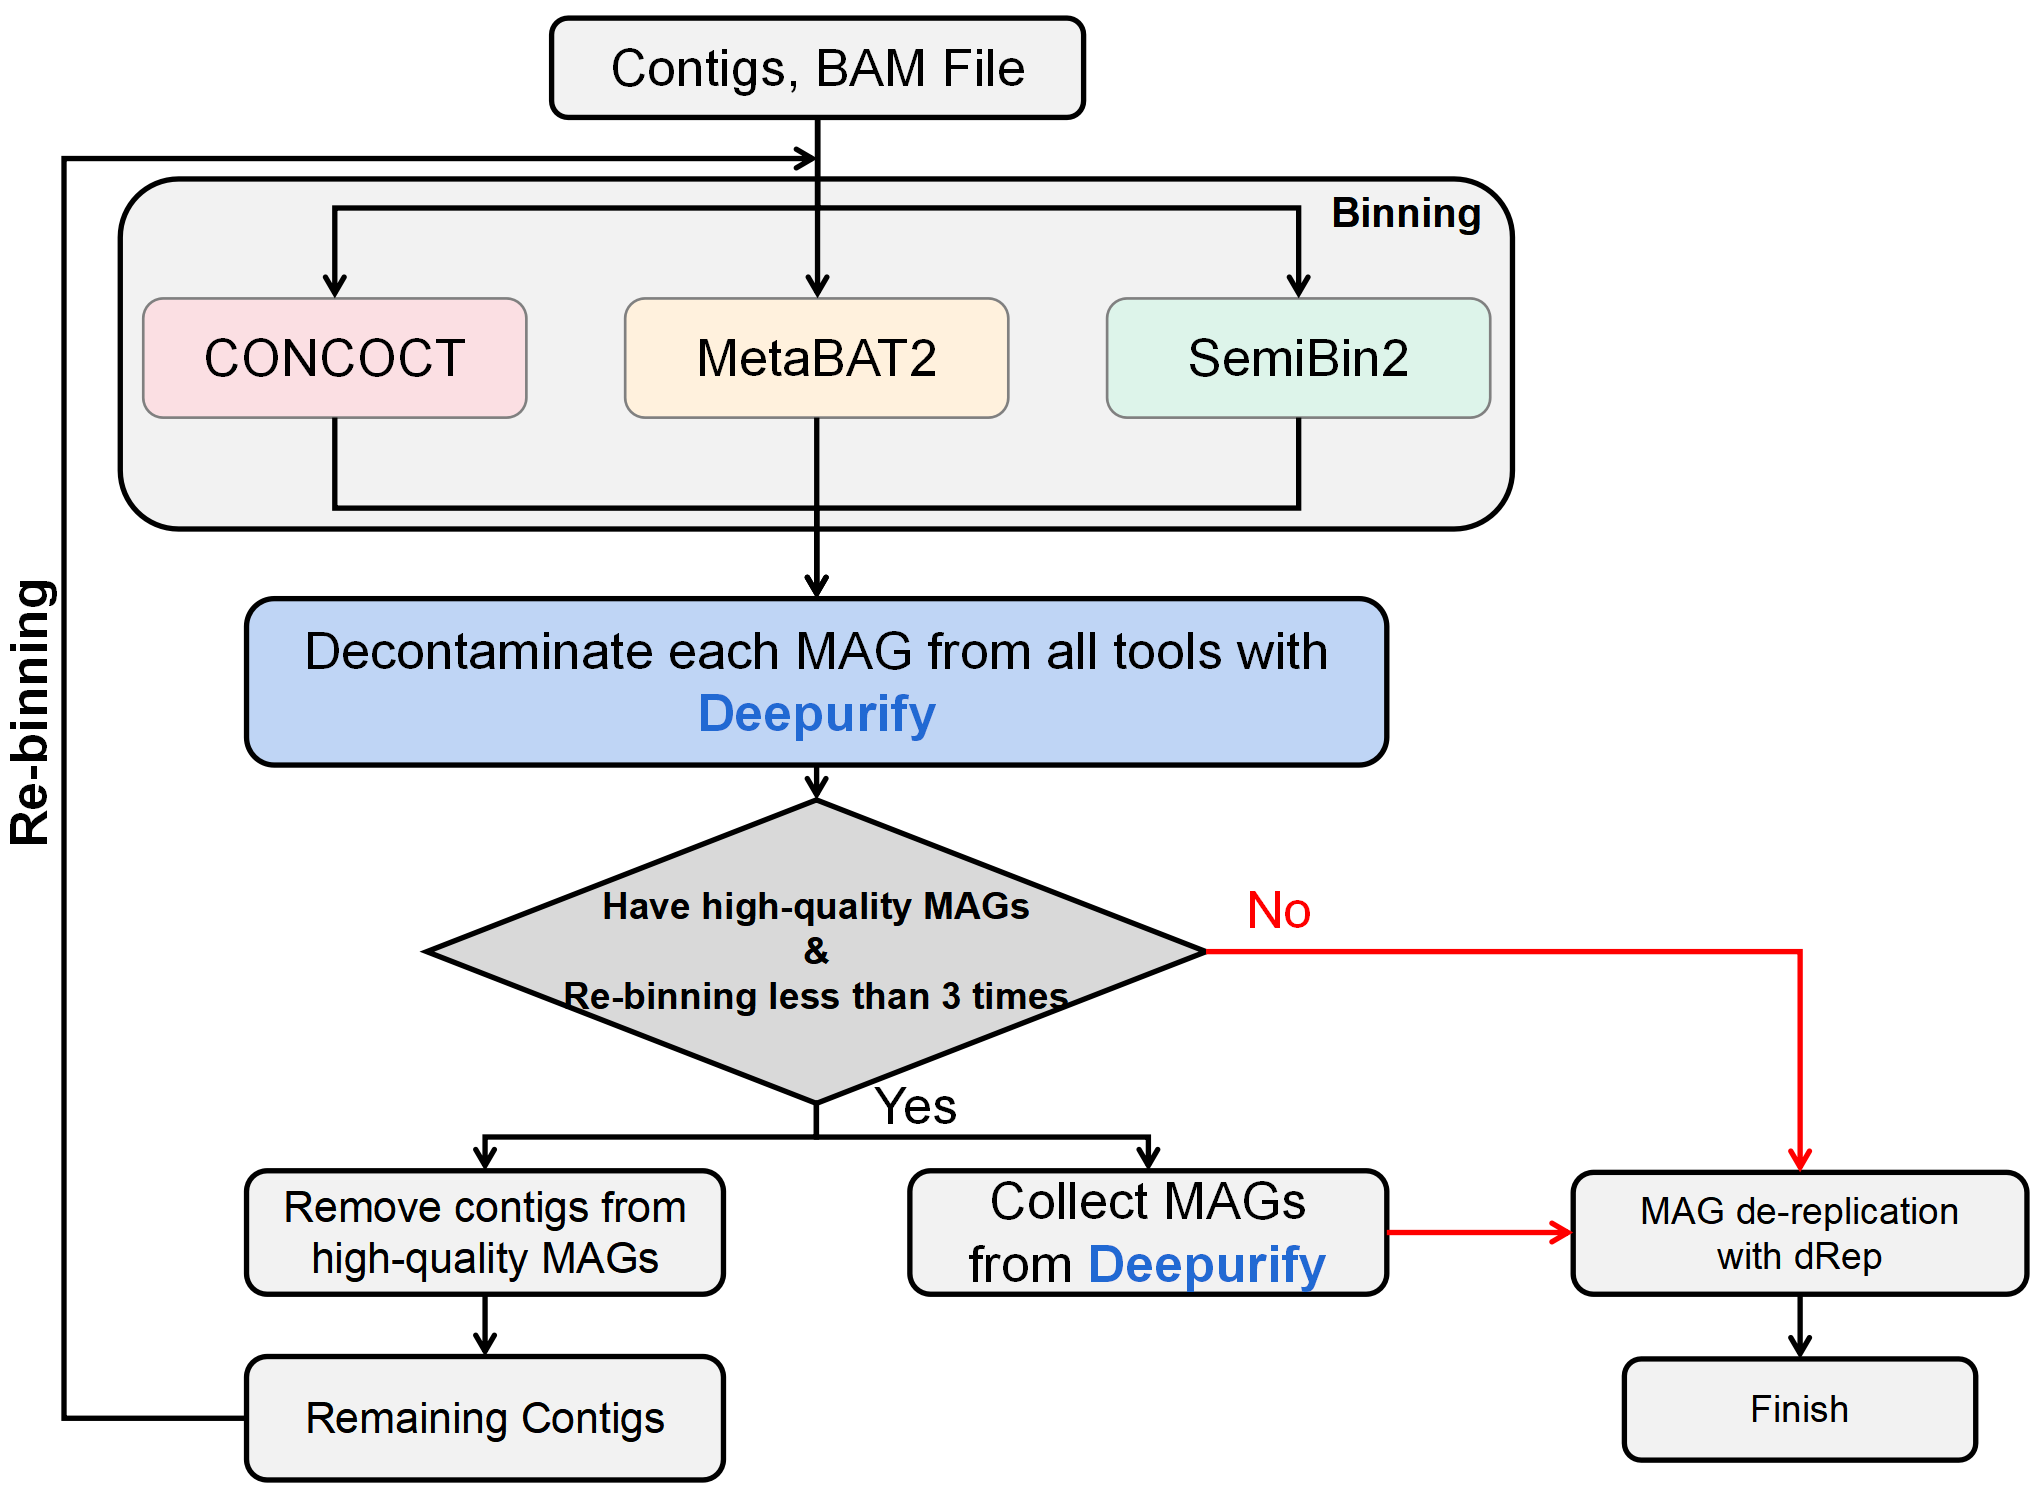 Contigs, BAM File
Binning
CONCOCT
MetaBAT2
SemiBin2
Re-binning
Decontaminate each MAG from all tools with
Deepurify
Have high-quality MAGs
&
Re-binning less than 3 times
No
Yes
Remove contigs from
high-quality MAGs
Collect MAGs
from Deepurify
MAG de-replication
with dRep
Remaining Contigs
Finish